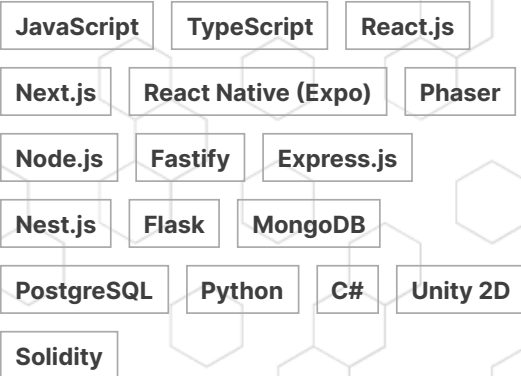 JavaScript TypeScript React.js
Next.js React Native (Expo) Phaser
Node.js Fastify Express.js
Nest.js Flask MongoDB
PostgreSQL Python C# Unity 2D
Solidity